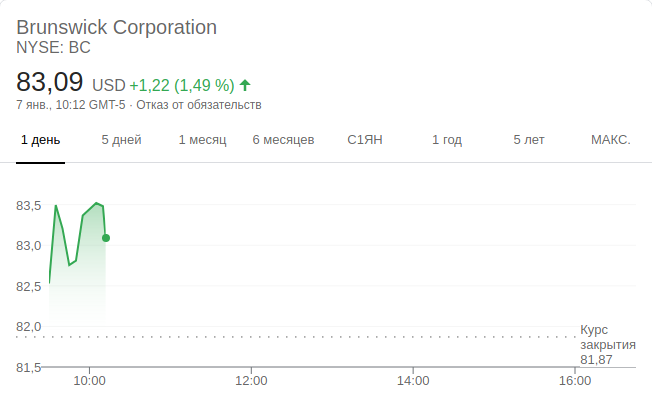 Brunswick Corporation
NYSE: BC
83,09 USD +1,22 (1,49 %)
7 янв., 10:12 GMT-5 · Отказ от обязательств
1 день 5 дней 1 месяц 6 месяцев С1ЯН 1 год 5 лет МАКС.
83,5
83,0
82,5
82,0
81,5
Курс
закрытия
81,87
10:00 12:00 14:00 16:00